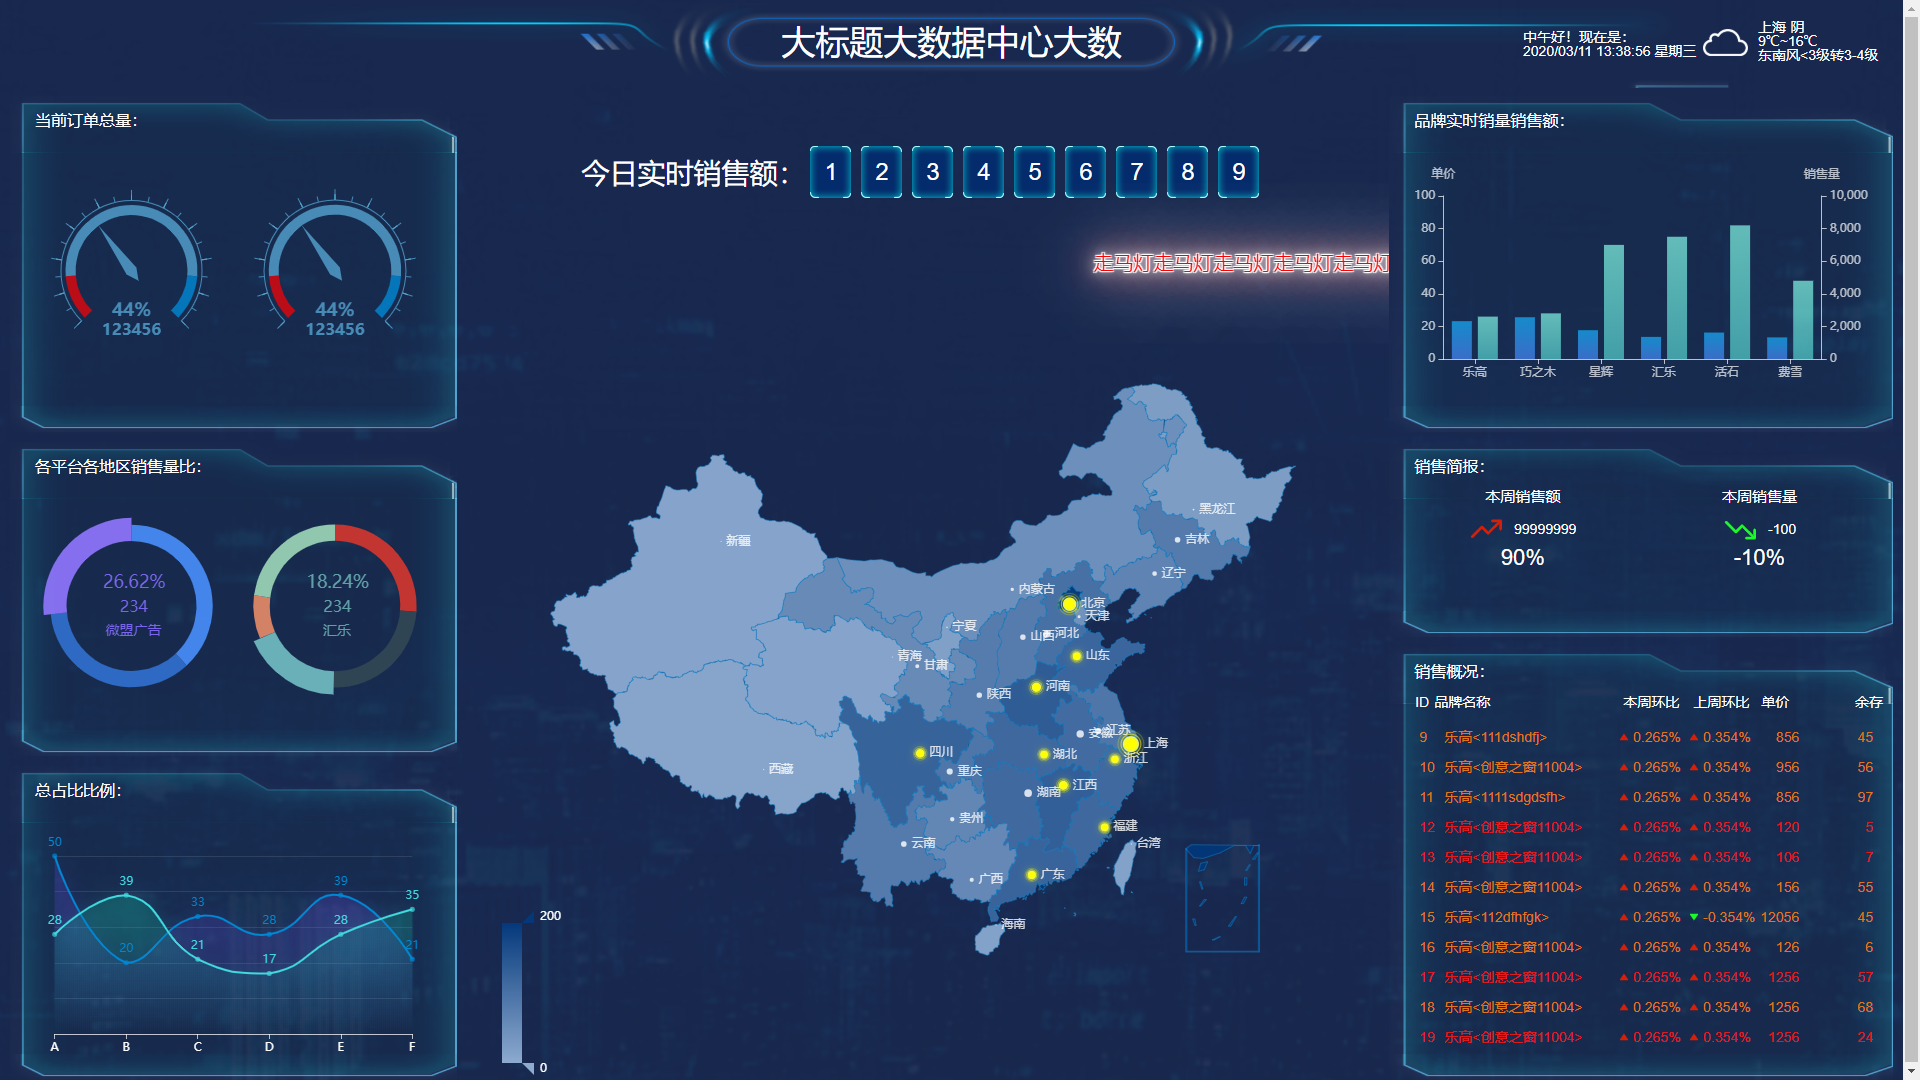 大标题大数据中心大数
中午好！现在是：
2020/03/11 13:38:56 星期三
上海 阴
9℃~16℃
东南风<3级转3-4级
当前订单总量：
44%
123456
44%
123456
各平台各地区销售量比：
26.62%
234
微盟广告
18.24%
234
汇乐
总占比比例：
50
28
39
20
33
21
28
17
39
28
35
21
A B C D E F
今日实时销售额： 1 2 3 4 5 6 7 8 9
走马灯走马灯走马灯走马灯走马灯
黑龙江
新疆
吉林
辽宁
内蒙古
北京
天津
宁夏
山西
河北
青海
甘肃
山东
河南
陕西
江苏
安徽
上海
四川
湖北
浙江
重庆
西藏
江西
湖南
贵州
福建
云南
台湾
广西
广东
海南
200
0
品牌实时销量销售额：
单价 销售量
100 10,000
80 8,000
60 6,000
40 4,000
20 2,000
0 0
乐高 巧之木 星辉 汇乐 活石 费雪
销售简报：
本周销售额 本周销售量
99999999 -100
90% -10%
销售概况：
ID 品牌名称 本周环比 上周环比 单价 余存
9 乐高<111dshdfj> 0.265% 0.354% 856 45
10 乐高<创意之窗11004> 0.265% 0.354% 956 56
11 乐高<1111sdgdsfh> 0.265% 0.354% 856 97
12 乐高<创意之窗11004> 0.265% 0.354% 120 5
13 乐高<创意之窗11004> 0.265% 0.354% 106 7
14 乐高<创意之窗11004> 0.265% 0.354% 156 55
15 乐高<112dfhfgk> 0.265% -0.354% 12056 45
16 乐高<创意之窗11004> 0.265% 0.354% 126 6
17 乐高<创意之窗11004> 0.265% 0.354% 1256 57
18 乐高<创意之窗11004> 0.265% 0.354% 1256 68
19 乐高<创意之窗11004> 0.265% 0.354% 1256 24